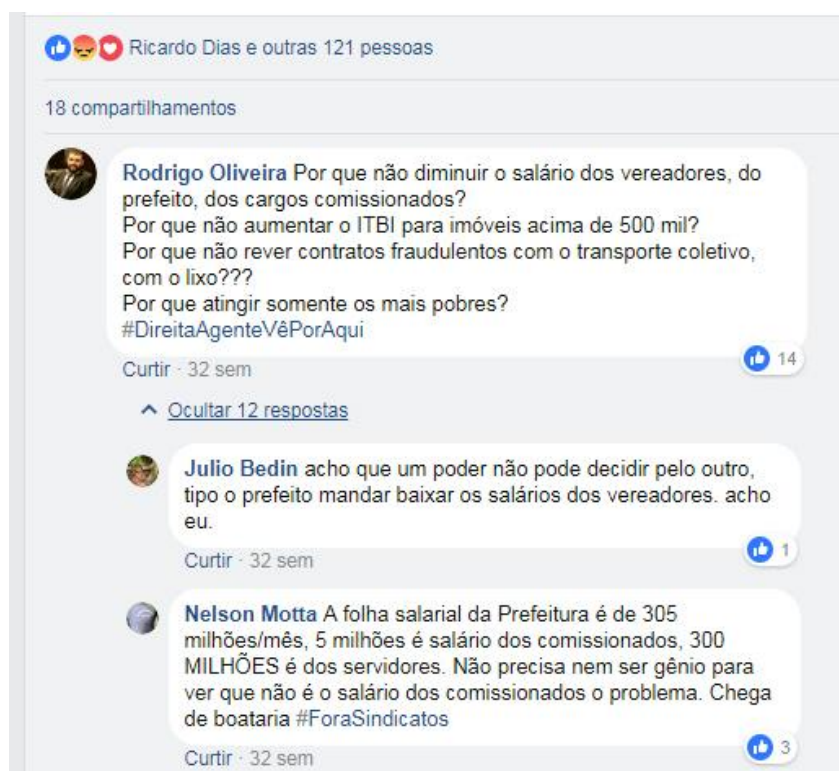 Ricardo Dias e outras 121 pessoas
18 compartilhamentos
Rodrigo Oliveira Por que não diminuir o salário dos vereadores, do
prefeito, dos cargos comissionados?
Por que não aumentar o ITBI para imóveis acima de 500 mil?
Por que não rever contratos fraudulentos com o transporte coletivo,
com o lixo???
Por que atingir somente os mais pobres?
#DireitaAgenteVêPorAqui
14
Curtir · 32 sem
Ocultar 12 respostas
Julio Bedin acho que um poder não pode decidir pelo outro,
tipo o prefeito mandar baixar os salários dos vereadores. acho
eu.
1
Curtir · 32 sem
Nelson Motta A folha salarial da Prefeitura é de 305
milhões/mês, 5 milhões é salário dos comissionados, 300
MILHÕES é dos servidores. Não precisa nem ser gênio para
ver que não é o salário dos comissionados o problema. Chega
de boataria #ForaSindicatos
3
Curtir · 32 sem